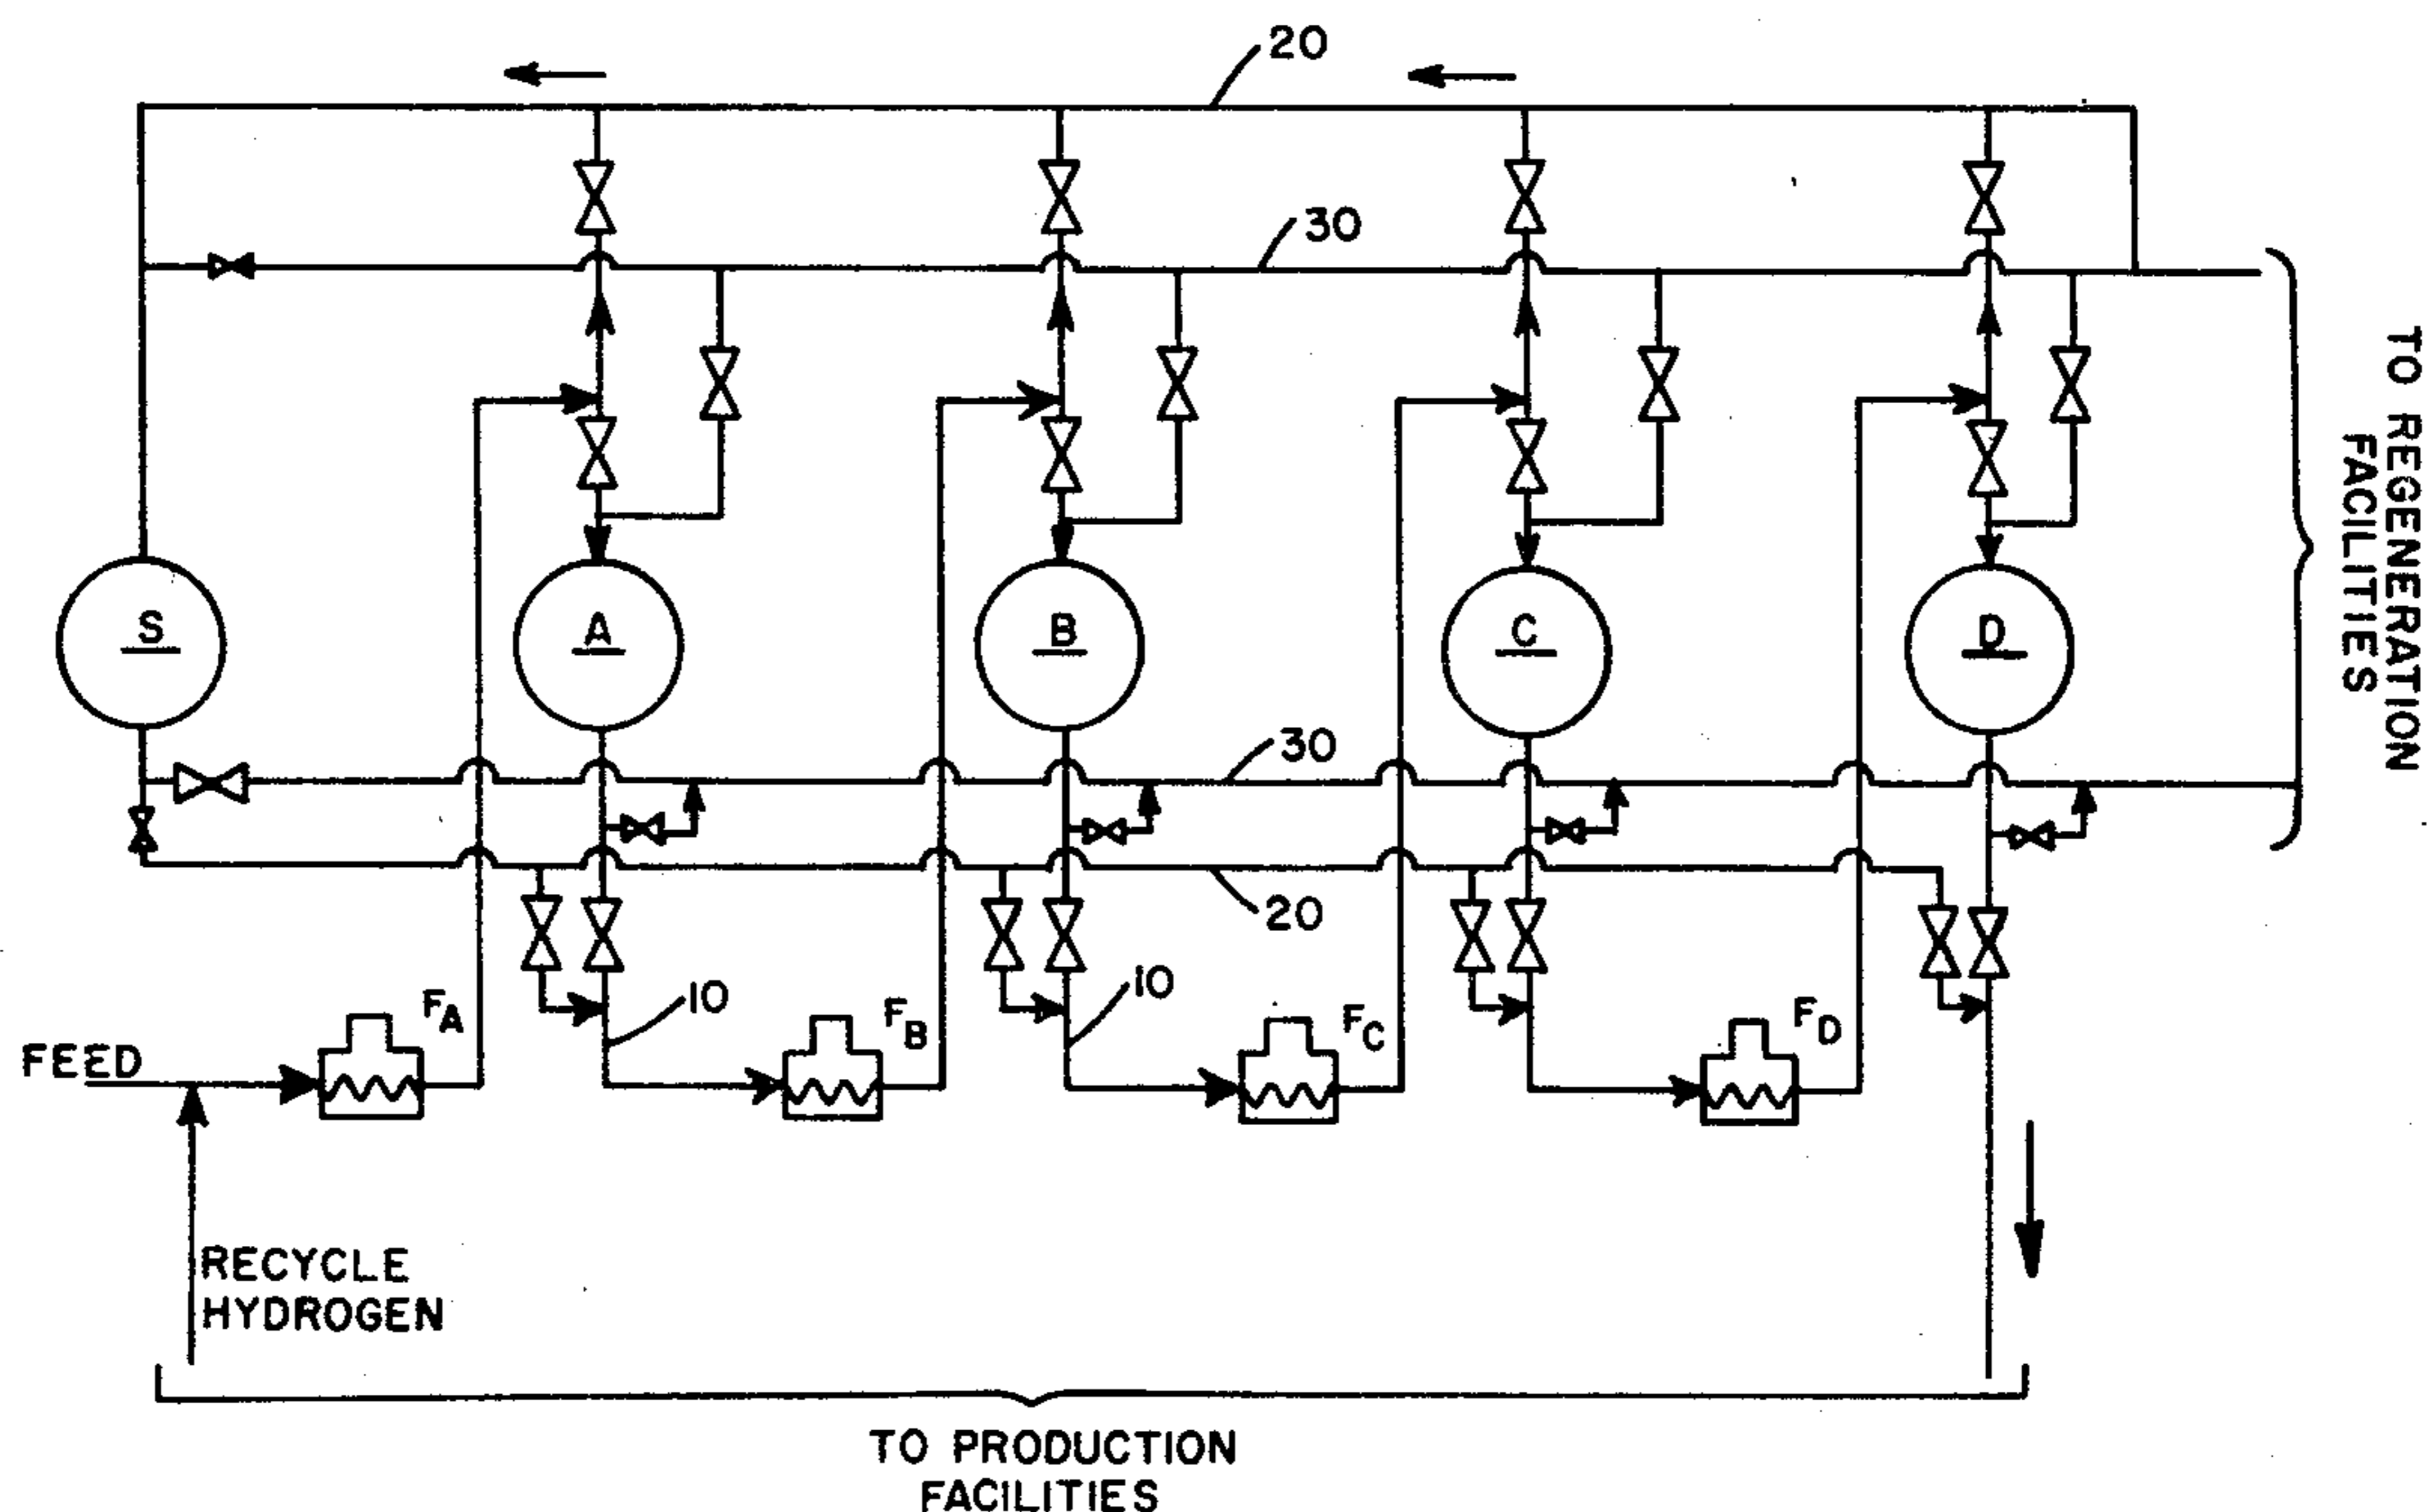 20
30
TO REGENERATION
FACILITIES
S
A
B
C
D
30
20
10
10
FA
FB
FC
FD
FEED
RECYCLE
HYDROGEN
TO PRODUCTION
FACILITIES